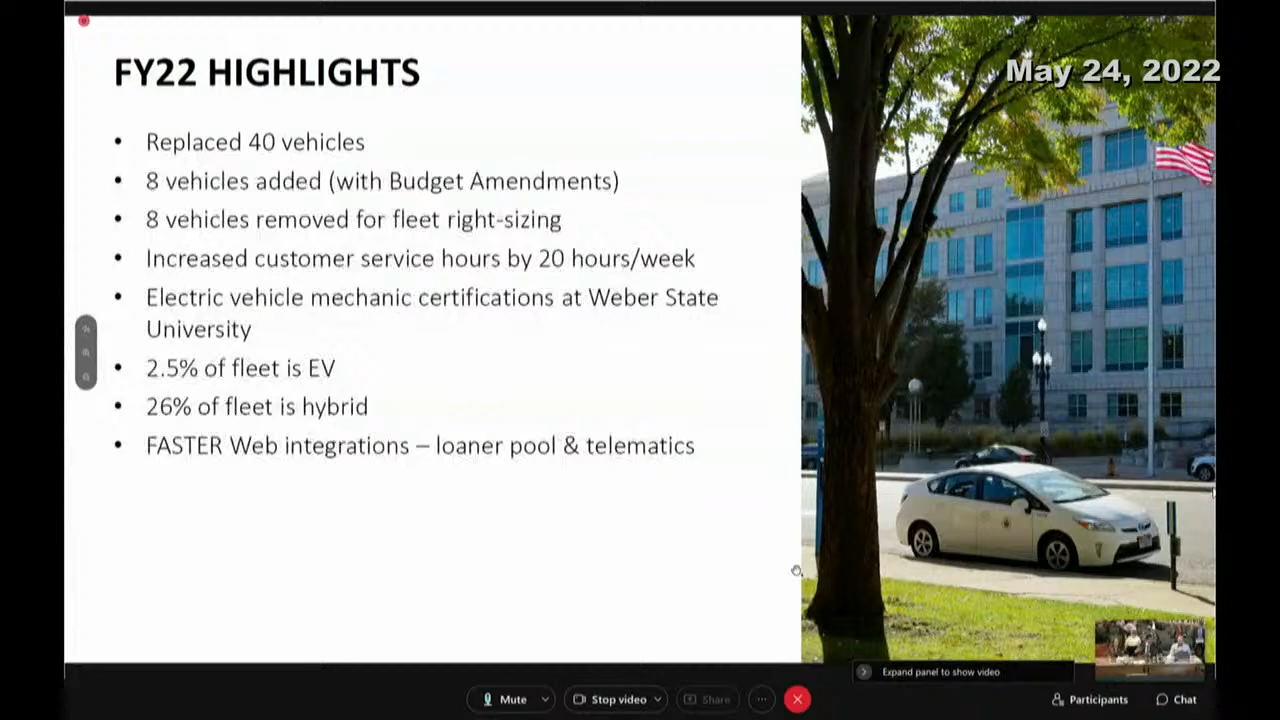 May 24, 2022
FY22 HIGHLIGHTS
• Replaced 40 vehicles
• 8 vehicles added (with Budget Amendments)
• 8 vehicles removed for fleet right-sizing
• Increased customer service hours by 20 hours/week
• Electric vehicle mechanic certifications at Weber State
University
• 2.5% of fleet is EV
• 26% of fleet is hybrid
• FASTER Web integrations – loaner pool & telematics
Expand panel to show video
Mute
Stop video
Share
Participants
Chat